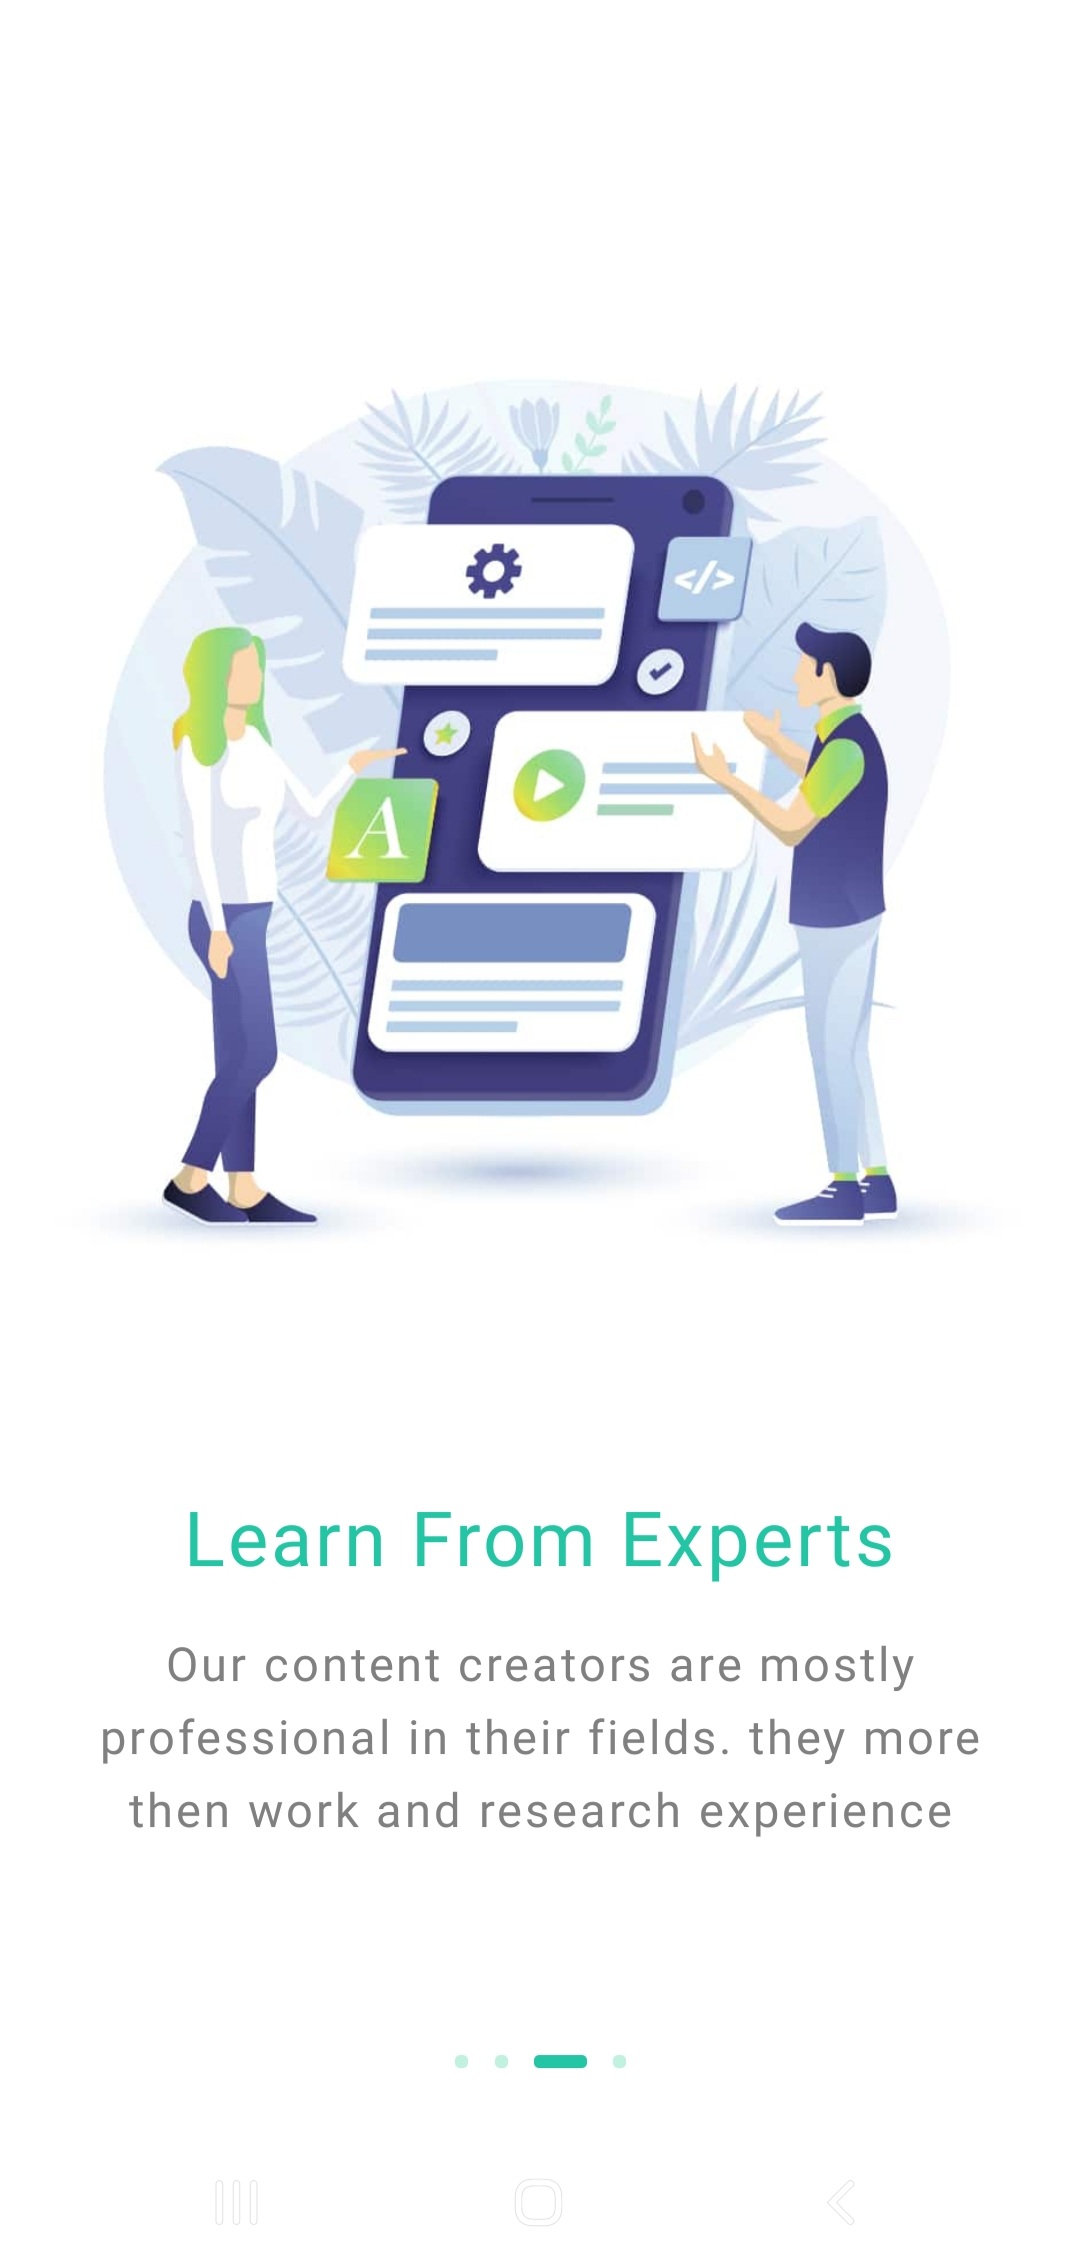 </>
A
Learn From Experts
Our content creators are mostly
professional in their fields. they more
then work and research experience